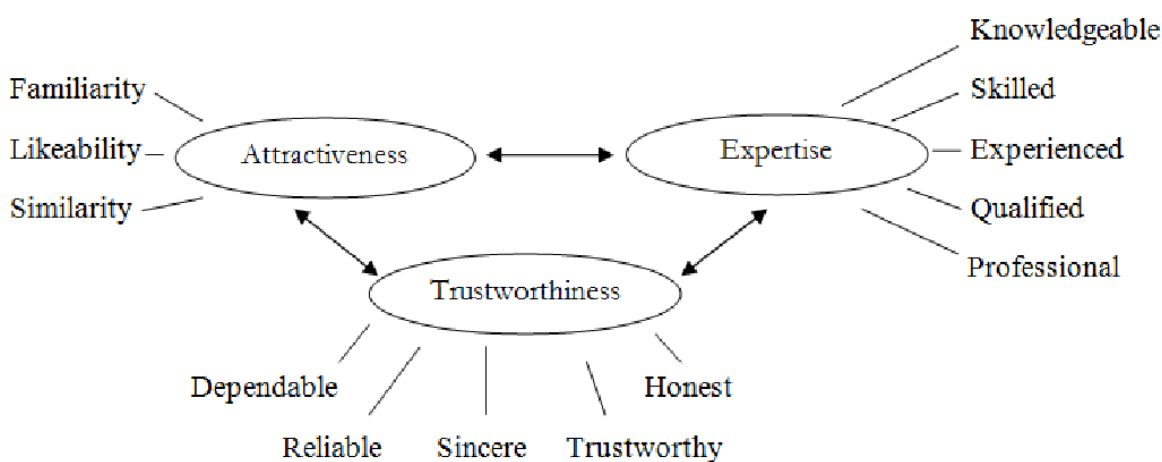 Knowledgeable
Familiarity
Skilled
Likeability
Attractiveness
Expertise
Experienced
Similarity
Qualified
Professional
Trustworthiness
Dependable
Honest
Reliable
Sincere
Trustworthy